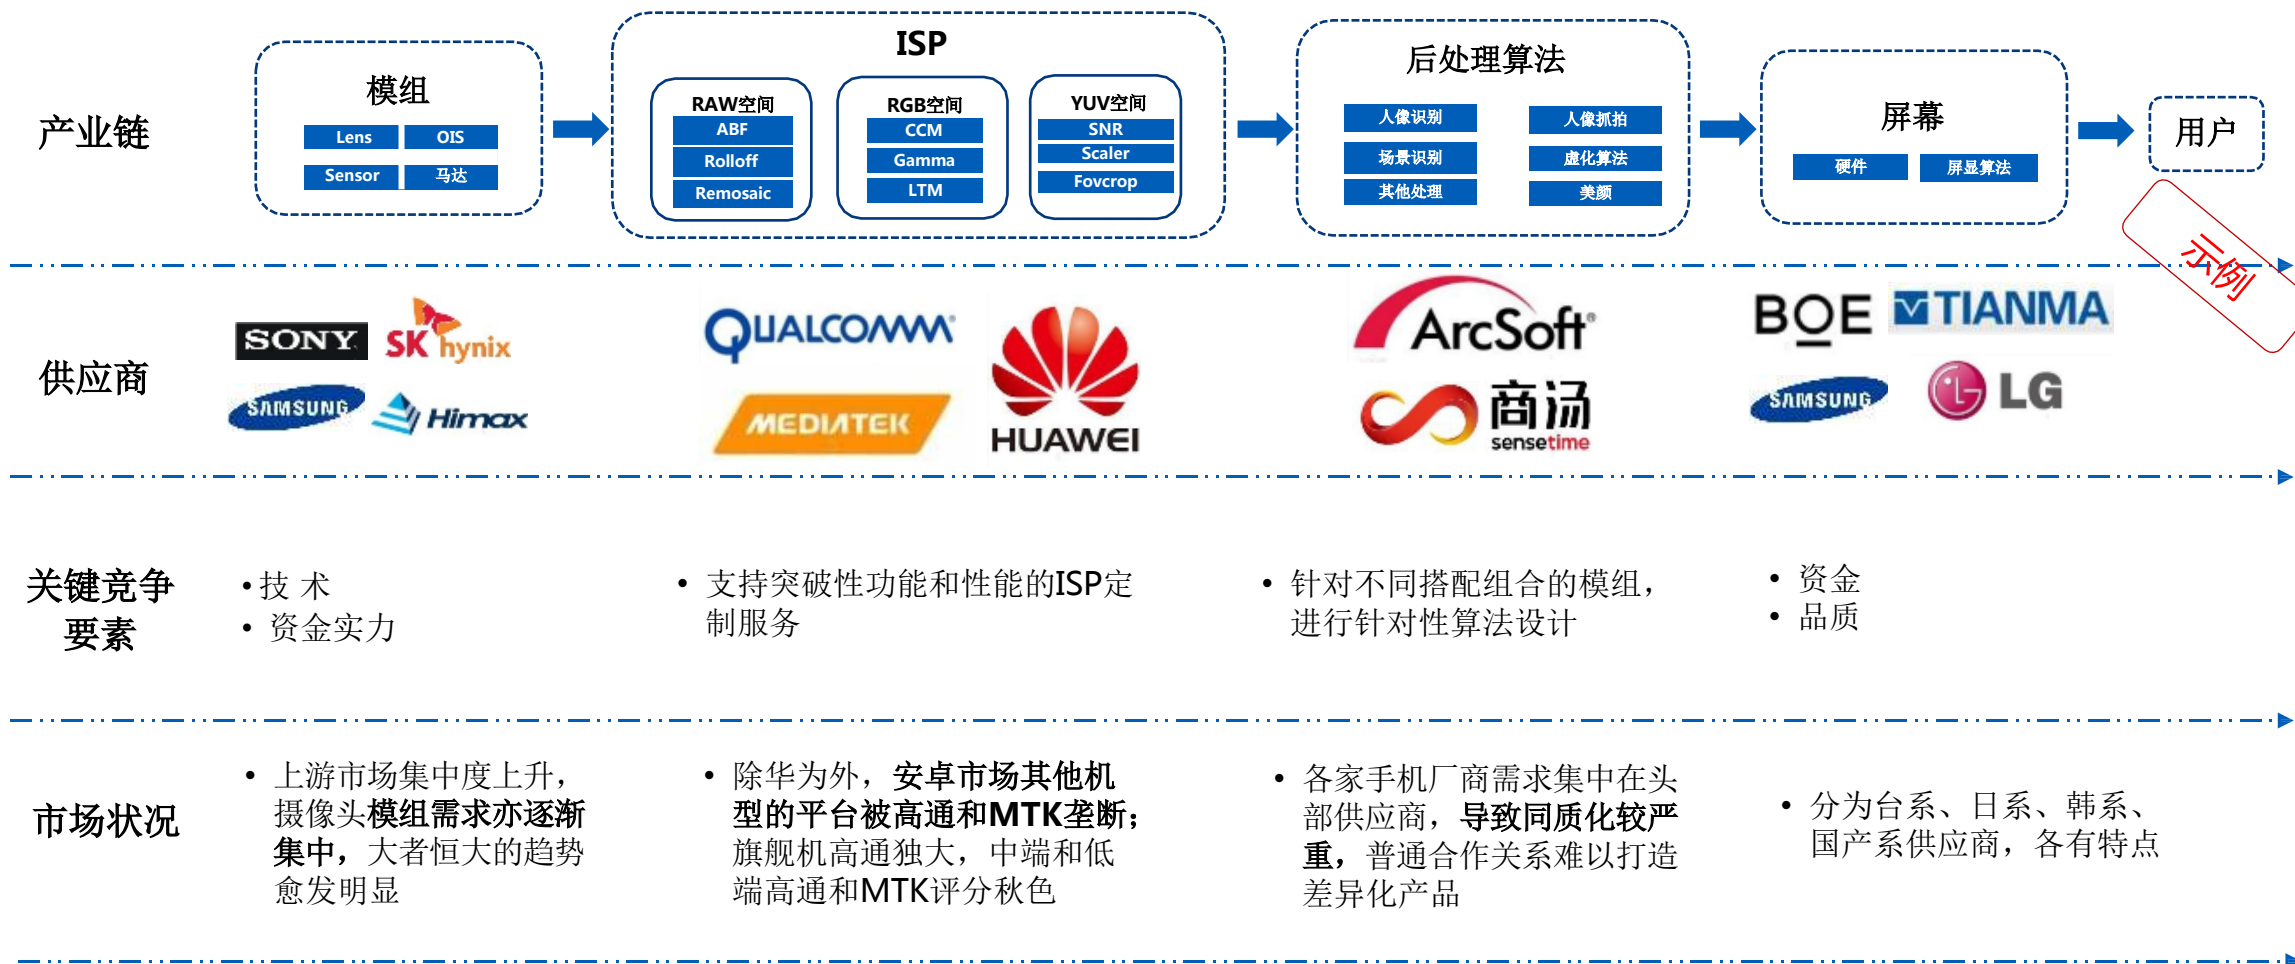 产业链
模组
Lens
OIS
Sensor
马达
ISP
RAW空间
ABF
Rolloff
Remosaic
RGB空间
CCM
Gamma
LTM
YUV空间
SNR
Scaler
Fovcrop
后处理算法
人像识别
人像抓拍
场景识别
虚化算法
其他处理
美颜
屏幕
硬件
屏显算法
用户
示例
供应商
SONY
SK hynix
SAMSUNG
Himax
QUALCOMM®
MEDIATEK
HUAWEI
ArcSoft®
商汤
sensetime
BOE
TIANMA
SAMSUNG
LG
关键竞争
要素
• 技 术
• 资金实力
• 支持突破性功能和性能的ISP定
制服务
• 针对不同搭配组合的模组，
进行针对性算法设计
• 资金
• 品质
市场状况
• 上游市场集中度上升，
摄像头模组需求亦逐渐
集中，大者恒大的趋势
愈发明显
• 除华为外，安卓市场其他机
型的平台被高通和MTK垄断；
旗舰机高通独大，中端和低
端高通和MTK评分秋色
• 各家手机厂商需求集中在头
部供应商，导致同质化较严
重，普通合作关系难以打造
差异化产品
• 分为台系、日系、韩系、
国产系供应商，各有特点